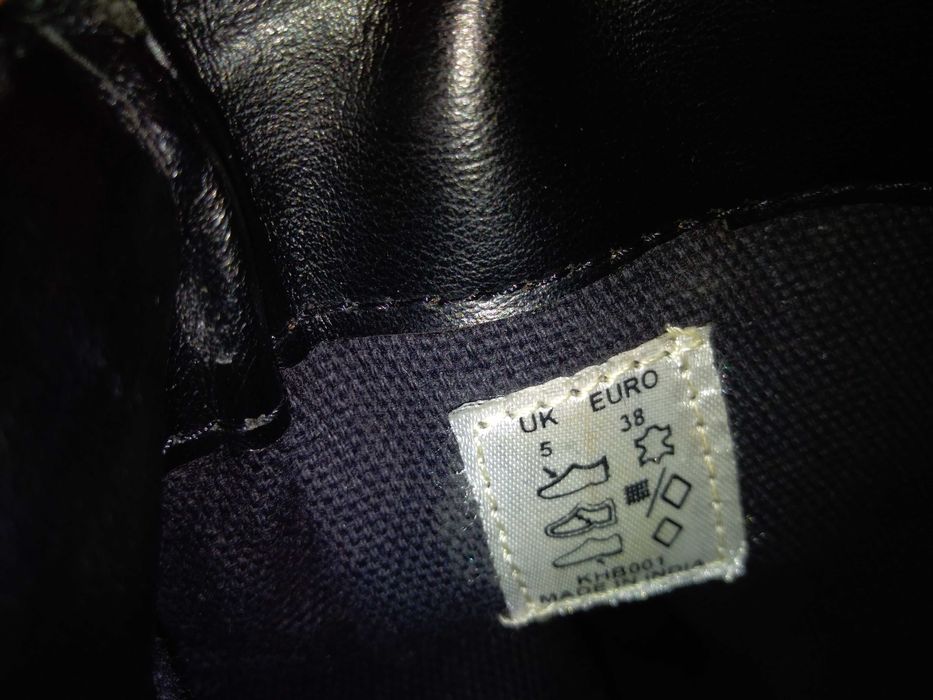 UK EURO
5 38
KHB001
MADE IN INDIA